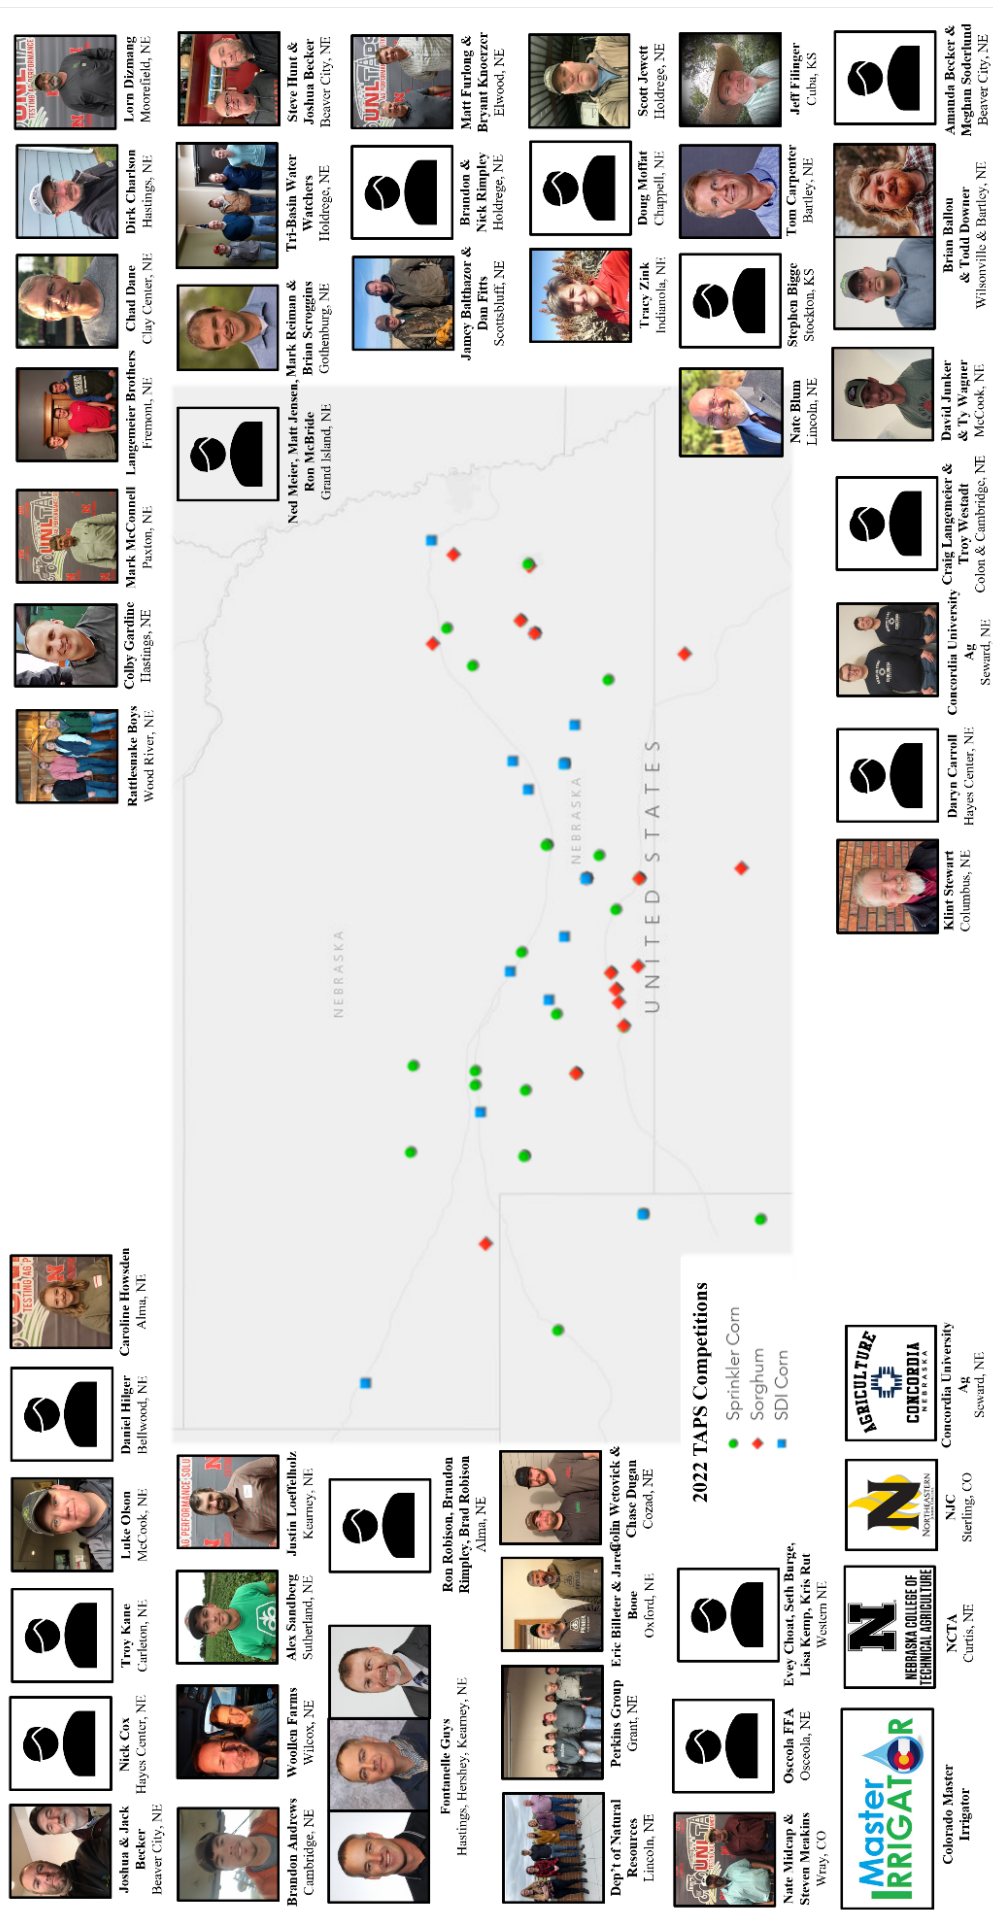 Joshua & Jack
Becker
Beaver City, NE
Nick Cox
Hayes Center, NE
Troy Kane
Carleton, NE
Luke Olson
McCook, NE
Daniel Hilger
Bellwood, NE
TESTING AG P
Caroline Howsden
Alma, NE
Rattlesnake Boys
Wood River, NE
Colby Gardine
Hastings, NE
UNLTAP
Mark McConnell
Paxton, NE
Langemeier Brothers
Fremont, NE
Chad Dane
Clay Center, NE
Dirk Charlson
Hastings, NE
UNLTA
TESTING AG PERFORMANCE
Lorn Dizmang
Moorefield, NE
Brandon Andrews
Cambridge, NE
Woollen Farms
Wilcox, NE
Alex Sandberg
Sutherland, NE
AG PERFORMANCE SOLU
Justin Loeffelholz
Kearney, NE
Ned Meier, Matt Jensen,
Ron McBride
Grand Island, NE
Mark Reiman &
Brian Scroggins
Gothenburg, NE
Tri-Basin Water
Watchers
Holdrege, NE
Steve Hunt &
Joshua Becker
Beaver City, NE
Fontanelle Guys
Hastings, Hershey, Kearney, NE
Ron Robison, Brandon
Rimpley, Brad Robison
Alma, NE
NEBRASKA
Jamey Balthazor &
Dan Fitts
Scottsbluff, NE
Brandon &
Nick Rimpley
Holdrege, NE
UNLTAPS
Matt Furlong &
Bryant Knoerzer
Elwood, NE
Dep't of Natural
Resources
Lincoln, NE
Perkins Group
Grant, NE
Eric Billeter & Jared
Booe
Oxford, NE
Colin Wetovick &
Chase Dugan
Cozad, NE
NEBRASKA
UNITED STATES
Tracy Zink
Indianola, NE
Doug Moffat
Chappell, NE
Scott Jewett
Holdrege, NE
UNLTA
Nate Midcap &
Steven Meakins
Wray, CO
Osceola FFA
Osceola, NE
Evey Choat, Seth Burge,
Lisa Kemp, Kris Rut
Western NE
2022 TAPS Competitions
Sprinkler Corn
Sorghum
SDI Corn
Nate Blum
Lincoln, NE
Stephen Bigge
Stockton, KS
Tom Carpenter
Bartley, NE
Jeff Filinger
Cuba, KS
Master
IRRIGATOR
Colorado Master
Irrigator
N
NEBRASKA COLLEGE OF
TECHNICAL AGRICULTURE
NCTA
Curtis, NE
N
NORTHEASTERN
NJC
Sterling, CO
AGRICULTURE
CONCORDIA
NEBRASKA
Concordia University
Ag
Seward, NE
Klint Stewart
Columbus, NE
Daryn Carroll
Hayes Center, NE
Concordia University
Ag
Seward, NE
Craig Langemeier &
Troy Westadt
Colon & Cambridge, NE
David Junker
& Ty Wagner
McCook, NE
Brian Ballou
& Todd Downer
Wilsonville & Bartley, NE
Amanda Becker &
Meghan Soderlund
Beaver City, NE